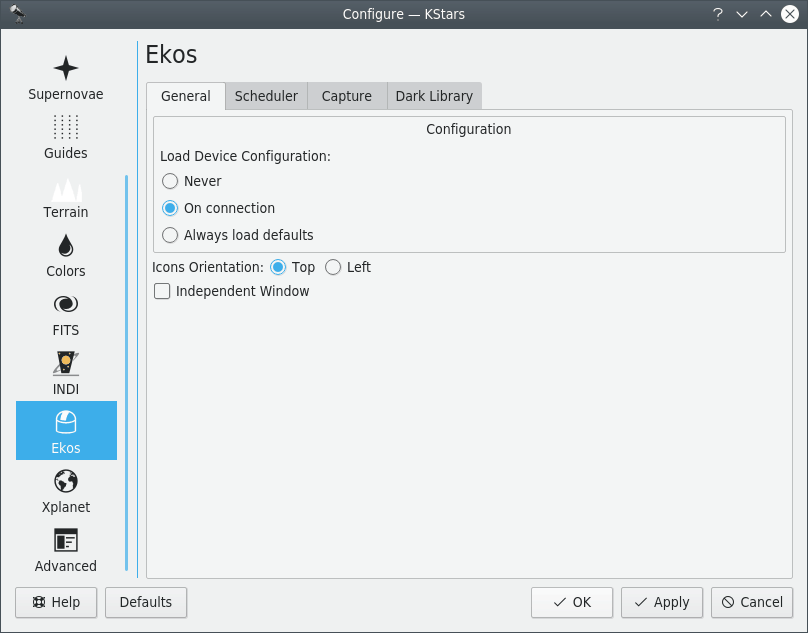 Configure — KStars
Supernovae
Guides
Terrain
Colors
FITS
INDI
Ekos
Xplanet
Advanced
Ekos
General Scheduler Capture Dark Library
Configuration
Load Device Configuration:
Never
On connection
Always load defaults
Icons Orientation: Top Left
Independent Window
Help Defaults OK Apply Cancel